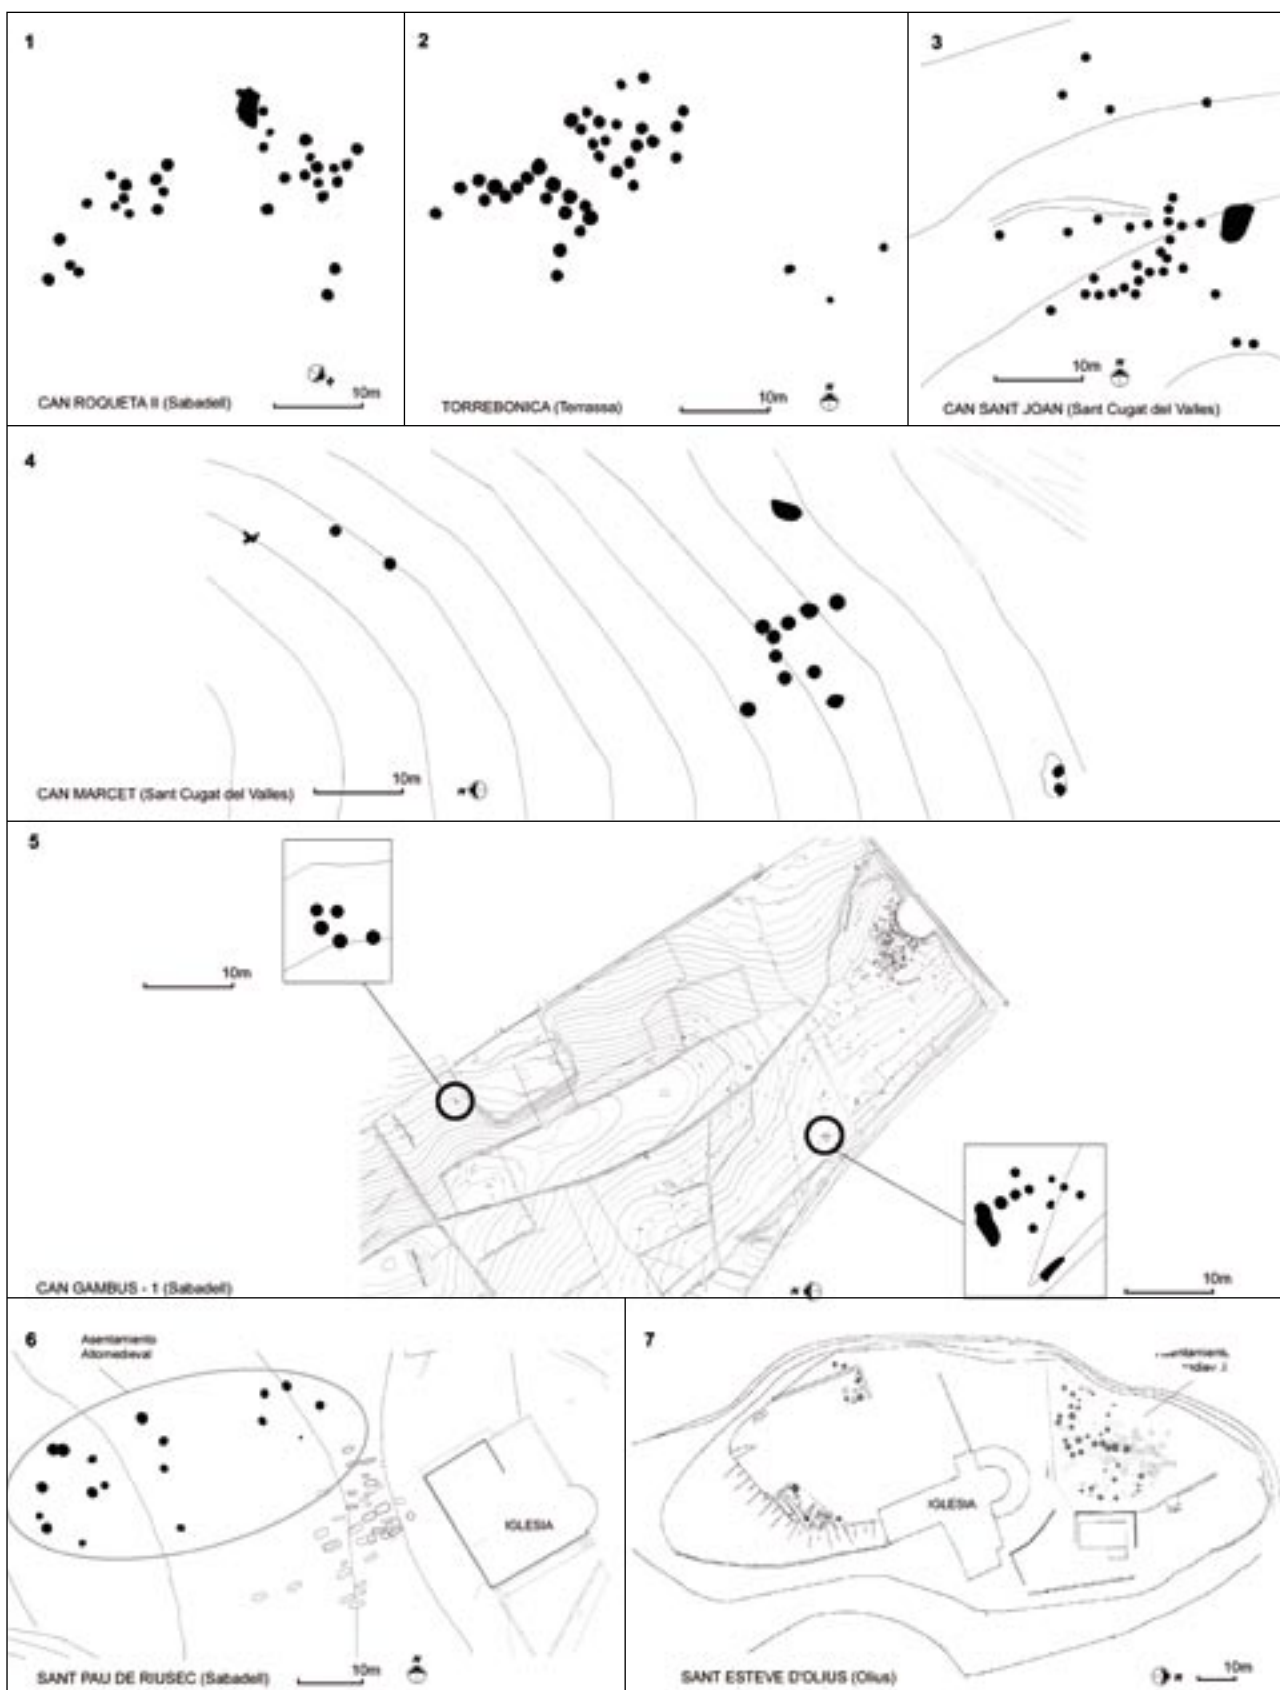 1
CAN ROQUETA II (Sabadell)
10m
2
TORREBONICA (Terrassa)
10m
N
3
10m
N
CAN SANT JOAN (Sant Cugat del Valles)
4
CAN MARCET (Sant Cugat del Valles)
10m
N
5
10m
CAN GAMBUS - 1 (Sabadell)
N
10m
6
Asentamiento
Altomedieval
IGLESIA
SANT PAU DE RIUSEC (Sabadell)
10m
N
7
IGLESIA
SANT ESTEVE D'OLIUS (Olius)
N
10m